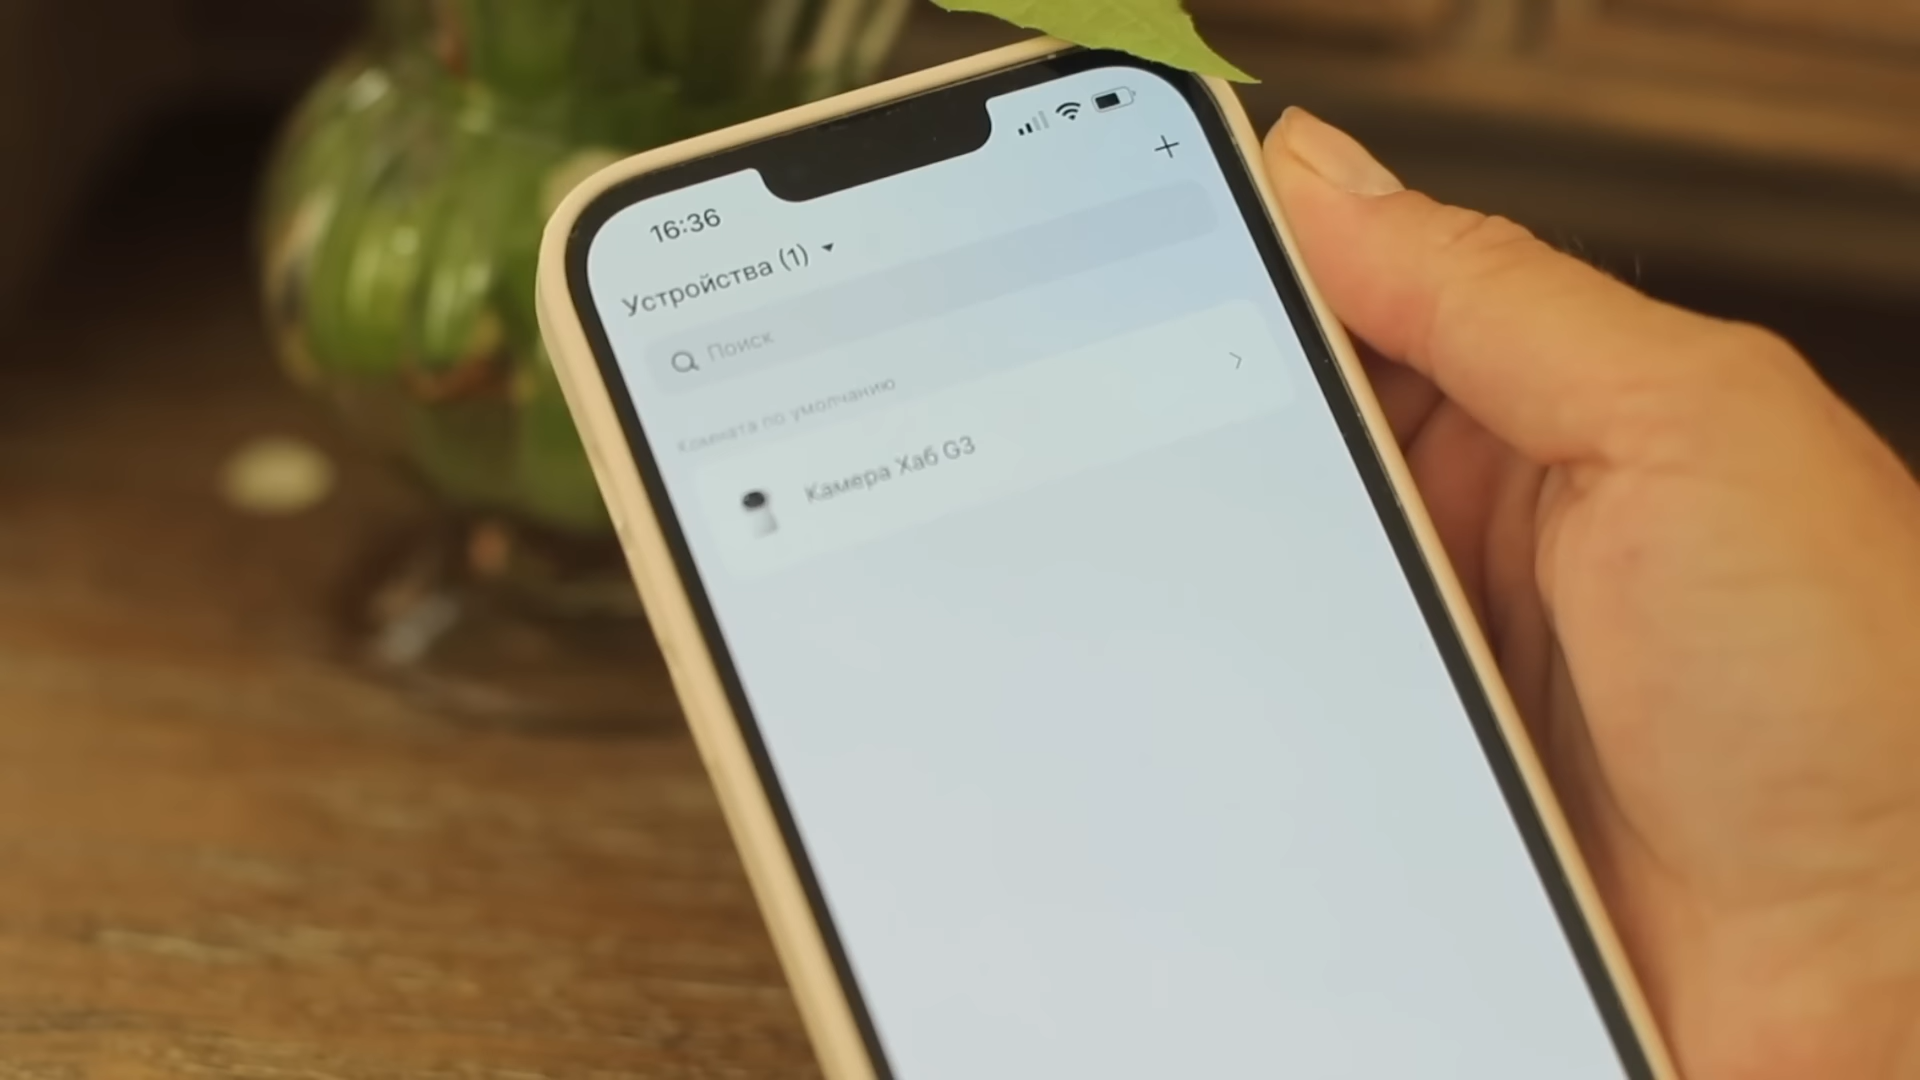 16:36
Устройства (1)
Поиск
Комната по умолчанию
Камера Хаб G3